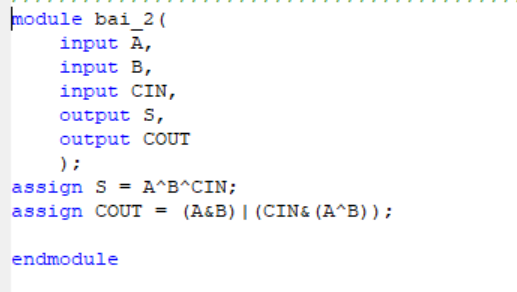 module bai_2(
    input A,
    input B,
    input CIN,
    output S,
    output COUT
    );
assign S = A^B^CIN;
assign COUT = (A&B)|(CIN&(A^B));
endmodule